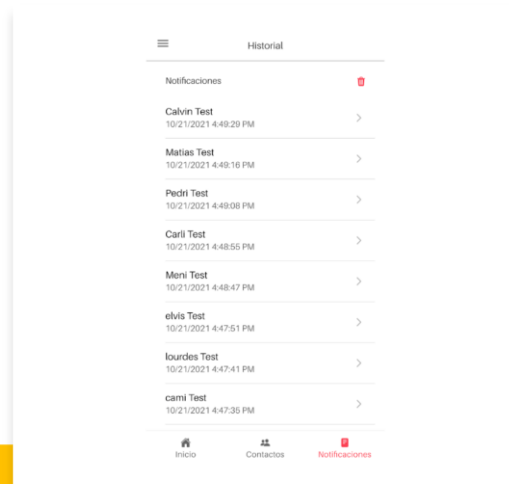 Historial
Notificaciones
Calvin Test
10/21/2021 4:49:29 PM
Matias Test
10/21/2021 4:49:16 PM
Pedri Test
10/21/2021 4:49:08 PM
Carli Test
10/21/2021 4:48:55 PM
Meni Test
10/21/2021 4:48:47 PM
elvis Test
10/21/2021 4:47:51 PM
lourdes Test
10/21/2021 4:47:41 PM
cami Test
10/21/2021 4:47:35 PM
Inicio
Contactos
Notificaciones